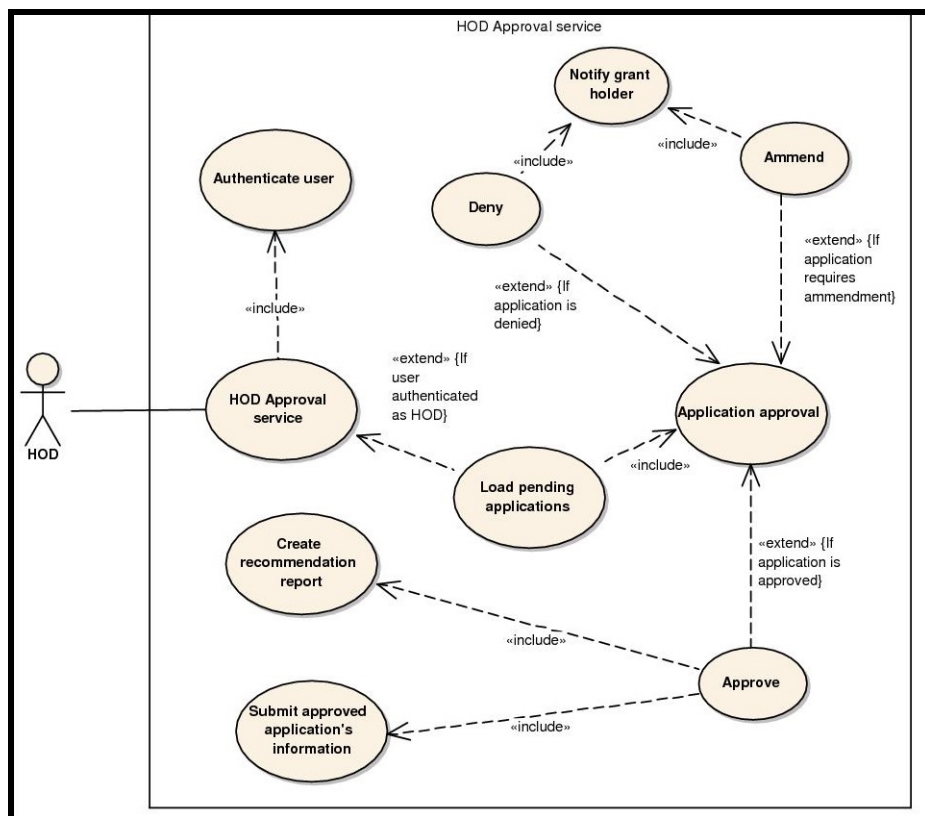 HOD Approval service
Notify grant
holder
«include»
«include»
Ammend
Authenticate user
Deny
«extend» {If
application
requires
ammendment}
«extend» {If
application is
denied}
«include»
«extend» {If
user
authenticated
as HOD}
HOD Approval
service
Application approval
HOD
«include»
Load pending
applications
Create
recommendation
report
«extend» {If
application is
approved}
«include»
Approve
Submit approved
application's
information
«include»